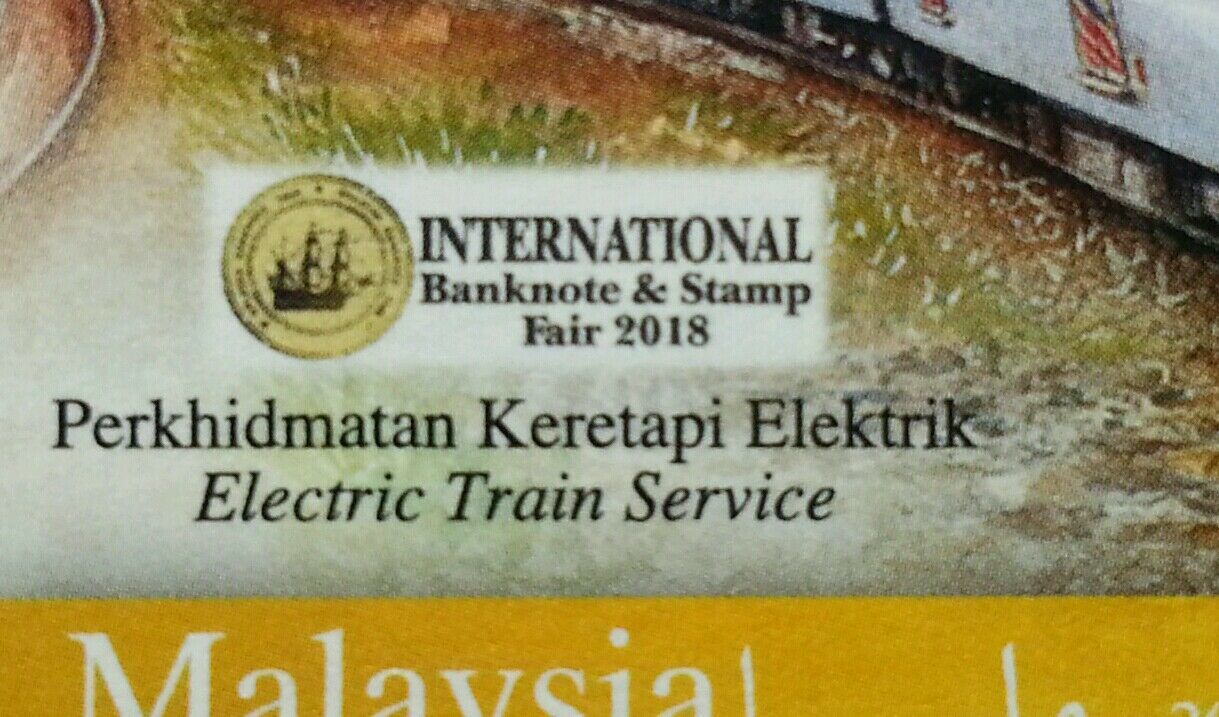 INTERNATIONAL
Banknote & Stamp
Fair 2018
Perkhidmatan Keretapi Elektrik
Electric Train Service
Malaysia